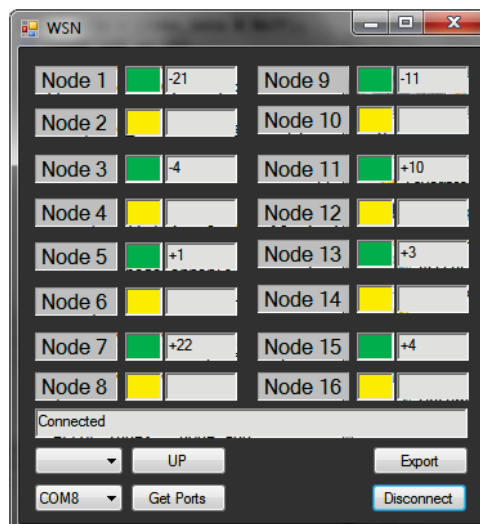 WSN
Node 1 -21 Node 9 -11
Node 2 Node 10
Node 3 -4 Node 11 +10
Node 4 Node 12
Node 5 +1 Node 13 +3
Node 6 Node 14
Node 7 +22 Node 15 +4
Node 8 Node 16
Connected
UP Export
COM8 Get Ports Disconnect